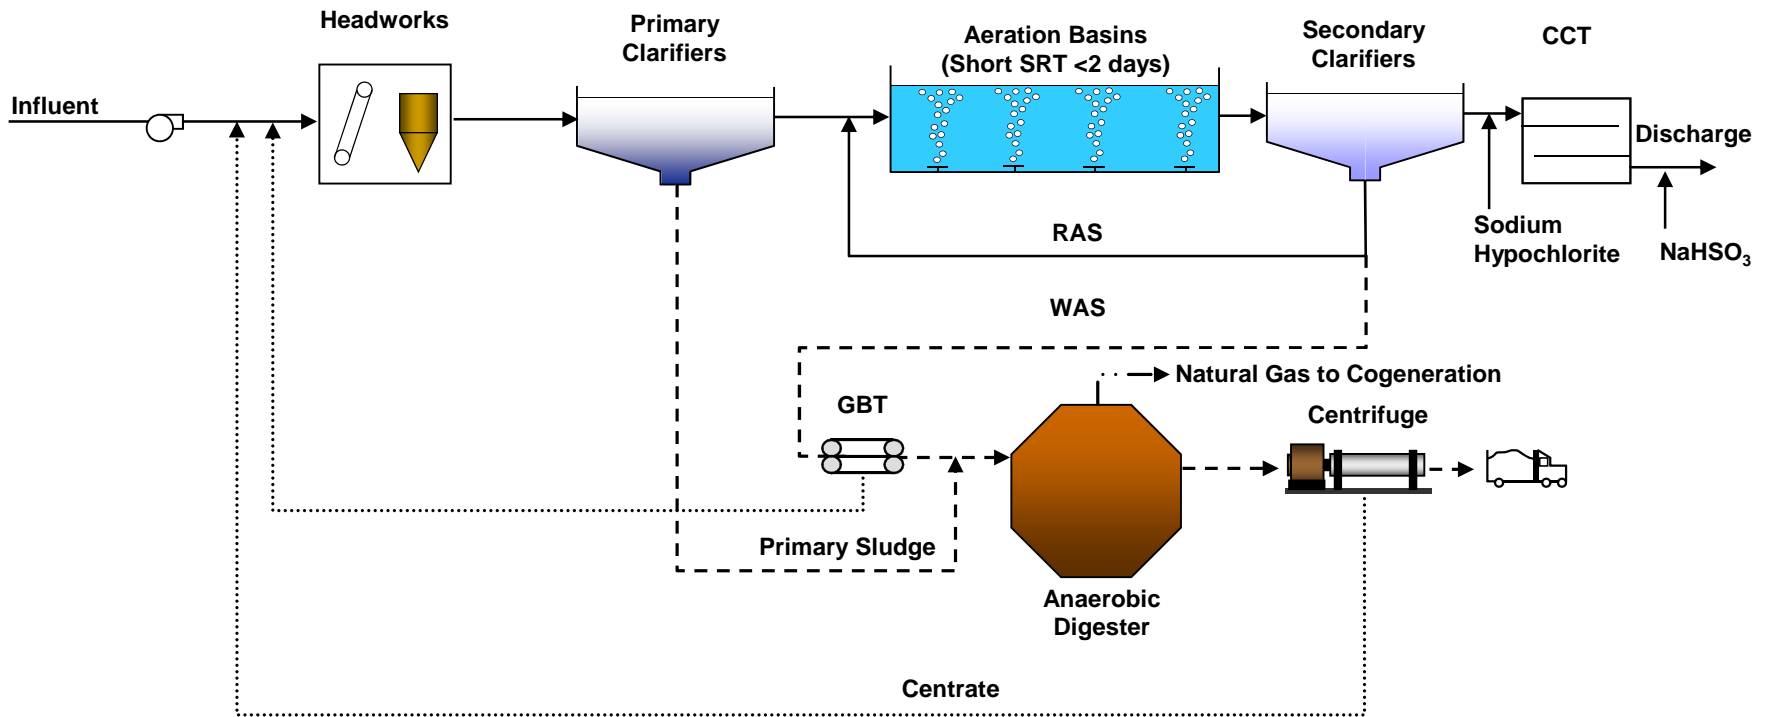 Headworks
Primary
Clarifiers
Aeration Basins
(Short SRT <2 days)
Secondary
Clarifiers
CCT
Influent
Discharge
RAS
Sodium
Hypochlorite
NaHSO₃
WAS
Natural Gas to Cogeneration
GBT
Centrifuge
Primary Sludge
Anaerobic
Digester
Centrate